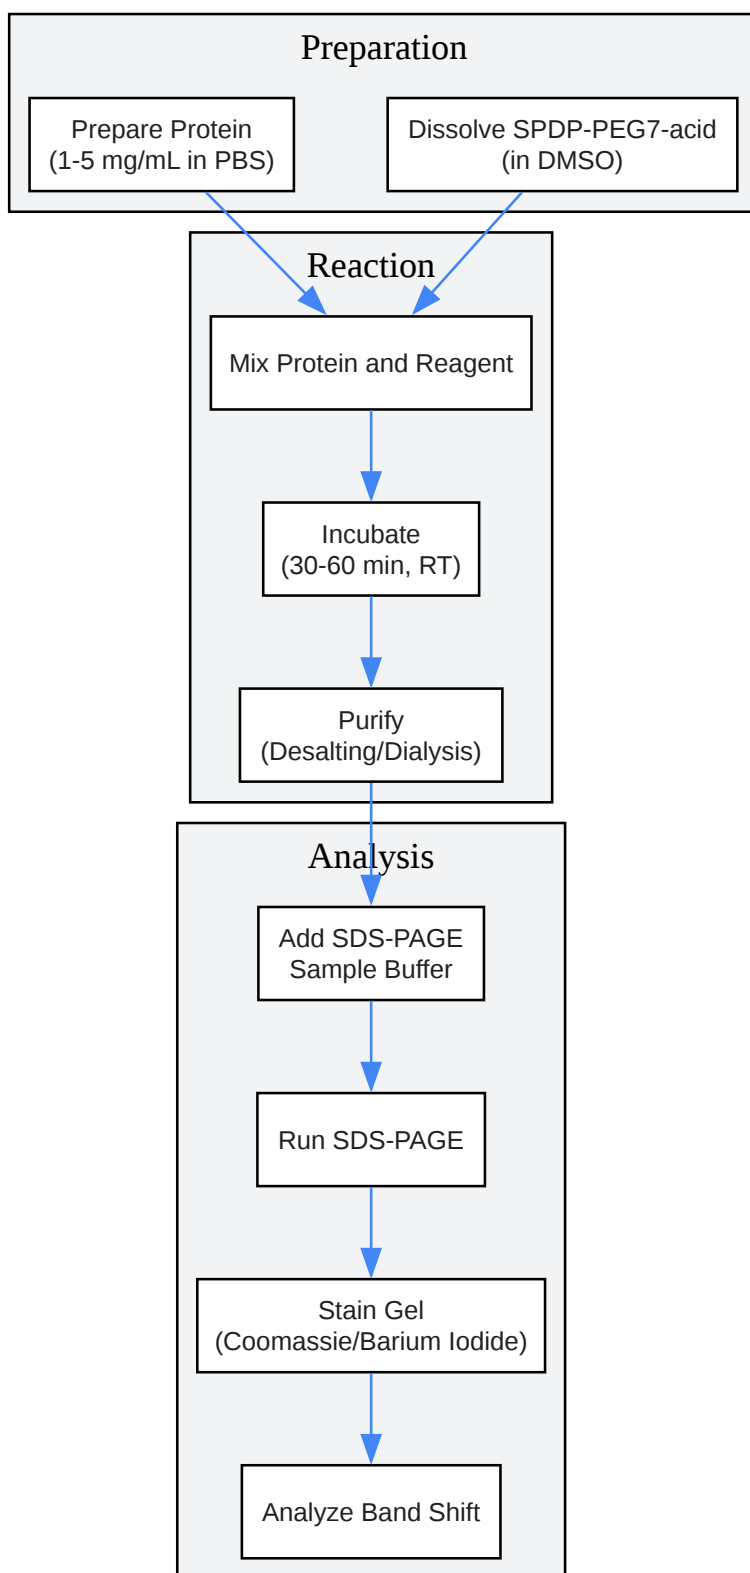 Preparation
Prepare Protein
(1-5 mg/mL in PBS)
Dissolve SPDP-PEG7-acid
(in DMSO)
Reaction
Mix Protein and Reagent
Incubate
(30-60 min, RT)
Purify
(Desalting/Dialysis)
Analysis
Add SDS-PAGE
Sample Buffer
Run SDS-PAGE
Stain Gel
(Coomassie/Barium Iodide)
Analyze Band Shift